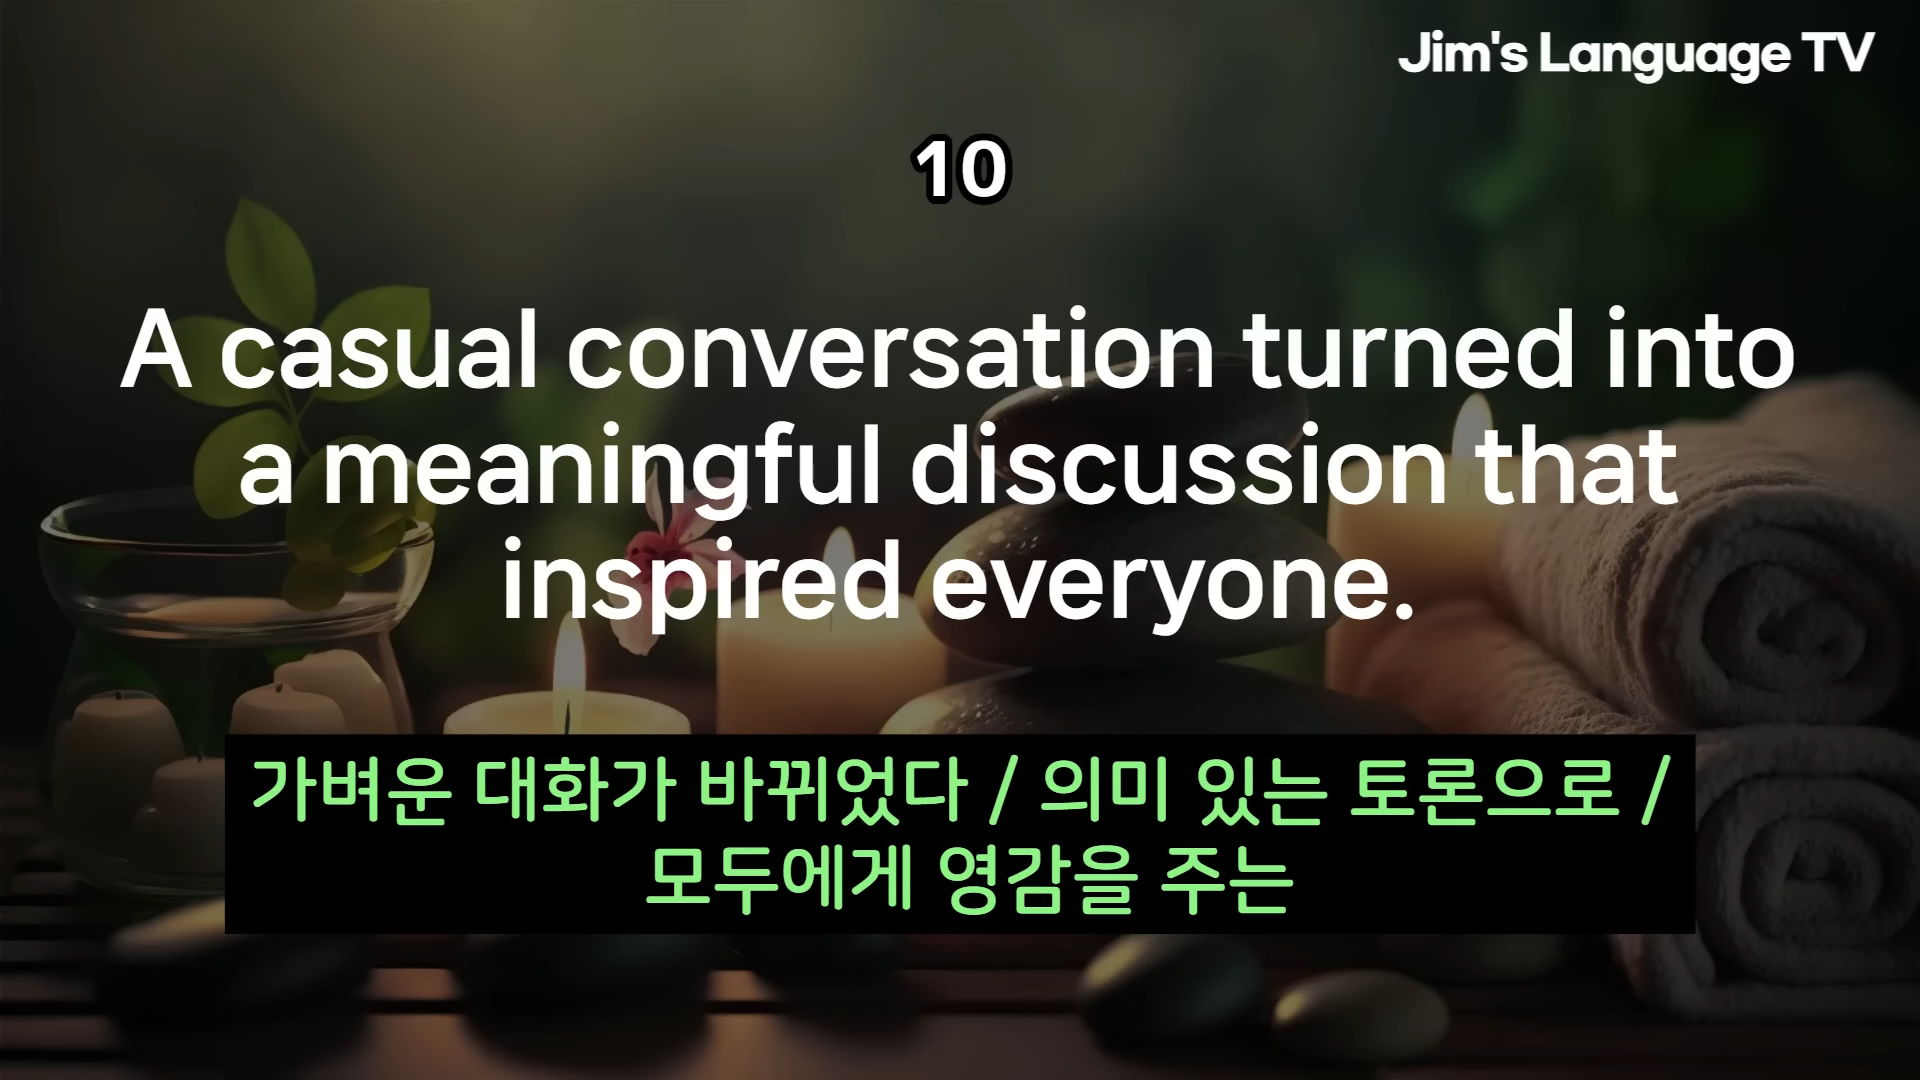 Jim's Language TV
10
A casual conversation turned into
a meaningful discussion that
inspired everyone.
가벼운 대화가 바뀌었다 / 의미 있는 토론으로 /
모두에게 영감을 주는